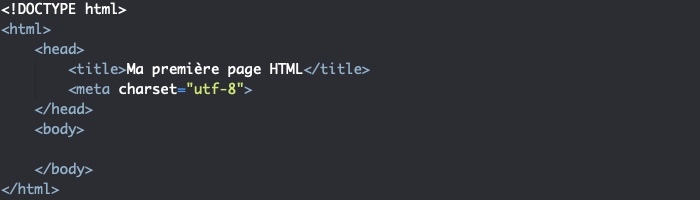 <!DOCTYPE html>
<html>
    <head>
        <title>Ma première page HTML</title>
        <meta charset="utf-8">
    </head>
    <body>

    </body>
</html>